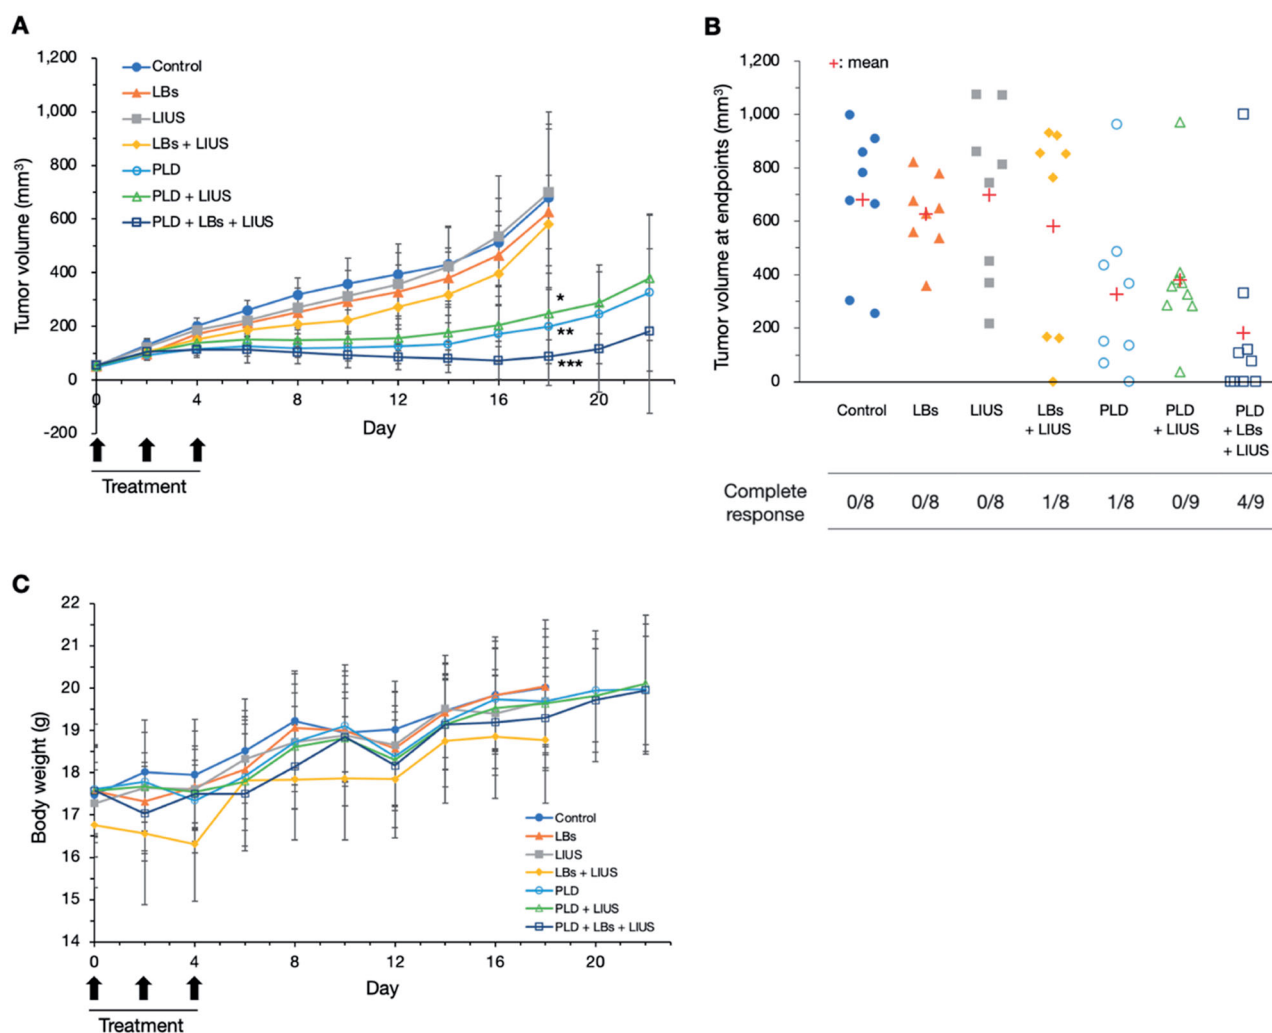 A
Tumor volume (mm³)
1,200
1,000
800
600
400
200
0
-200
Control
LBs
LIUS
LBs + LIUS
PLD
PLD + LIUS
PLD + LBs + LIUS
*
**
***
0 4 8 12 16 20
Day
Treatment
B
Tumor volume at endpoints (mm³)
1,200
1,000
800
600
400
200
0
+: mean
Control LBs LIUS LBs + LIUS PLD PLD + LIUS PLD + LBs + LIUS
Complete response 0/8 0/8 0/8 1/8 1/8 0/9 4/9
C
Body weight (g)
22
21
20
19
18
17
16
15
14
Control
LBs
LIUS
LBs + LIUS
PLD
PLD + LIUS
PLD + LBs + LIUS
0 4 8 12 16 20
Day
Treatment